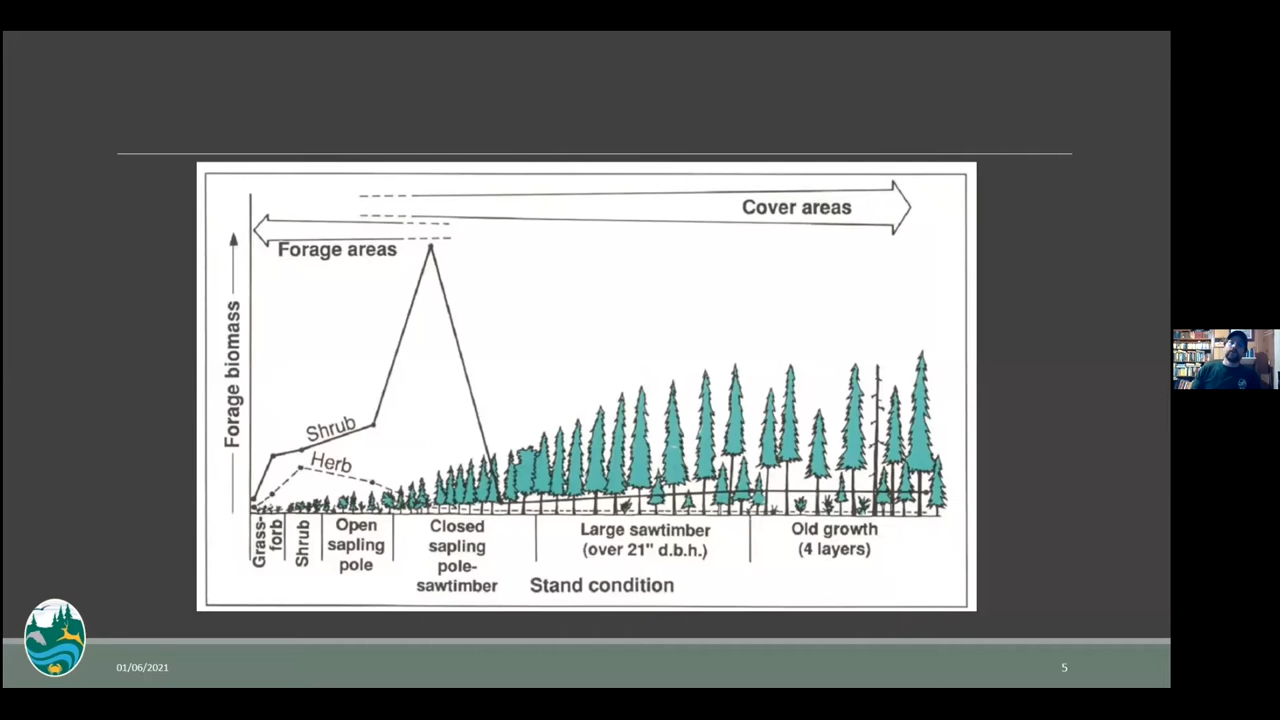 Cover areas
Forage areas
Forage biomass
Shrub
Herb
Grass-
forb
Shrub
Open
sapling
pole
Closed
sapling
pole-
sawtimber
Large sawtimber
(over 21" d.b.h.)
Old growth
(4 layers)
Stand condition
01/06/2021
5